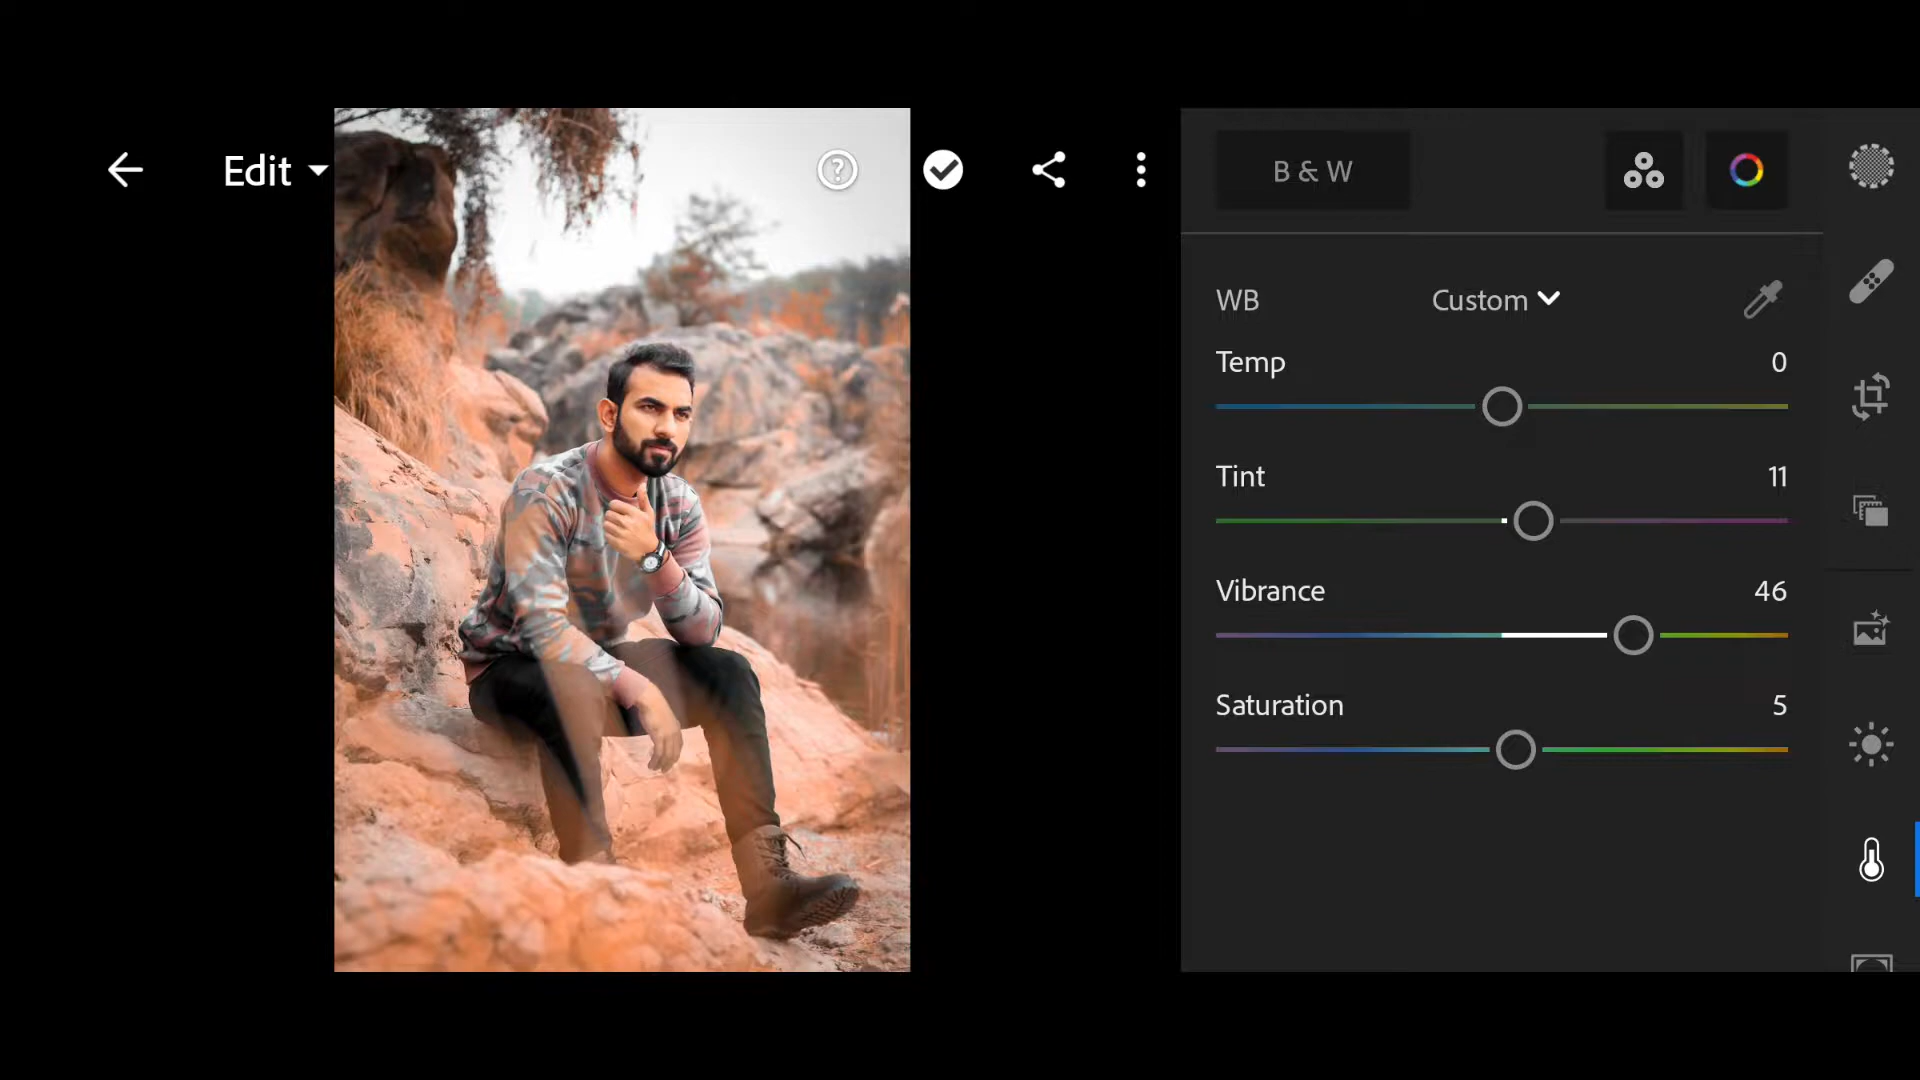 Edit
?
B & W
WB Custom
Temp 0
Tint 11
Vibrance 46
Saturation 5